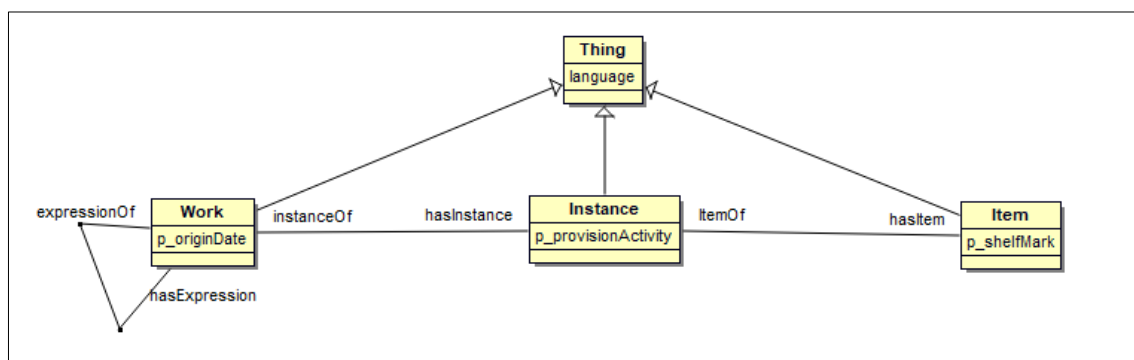 Thing
language
expressionOf
Work
p_originDate
instanceOf
hasInstance
Instance
p_provisionActivity
ItemOf
hasItem
Item
p_shelfMark
hasExpression